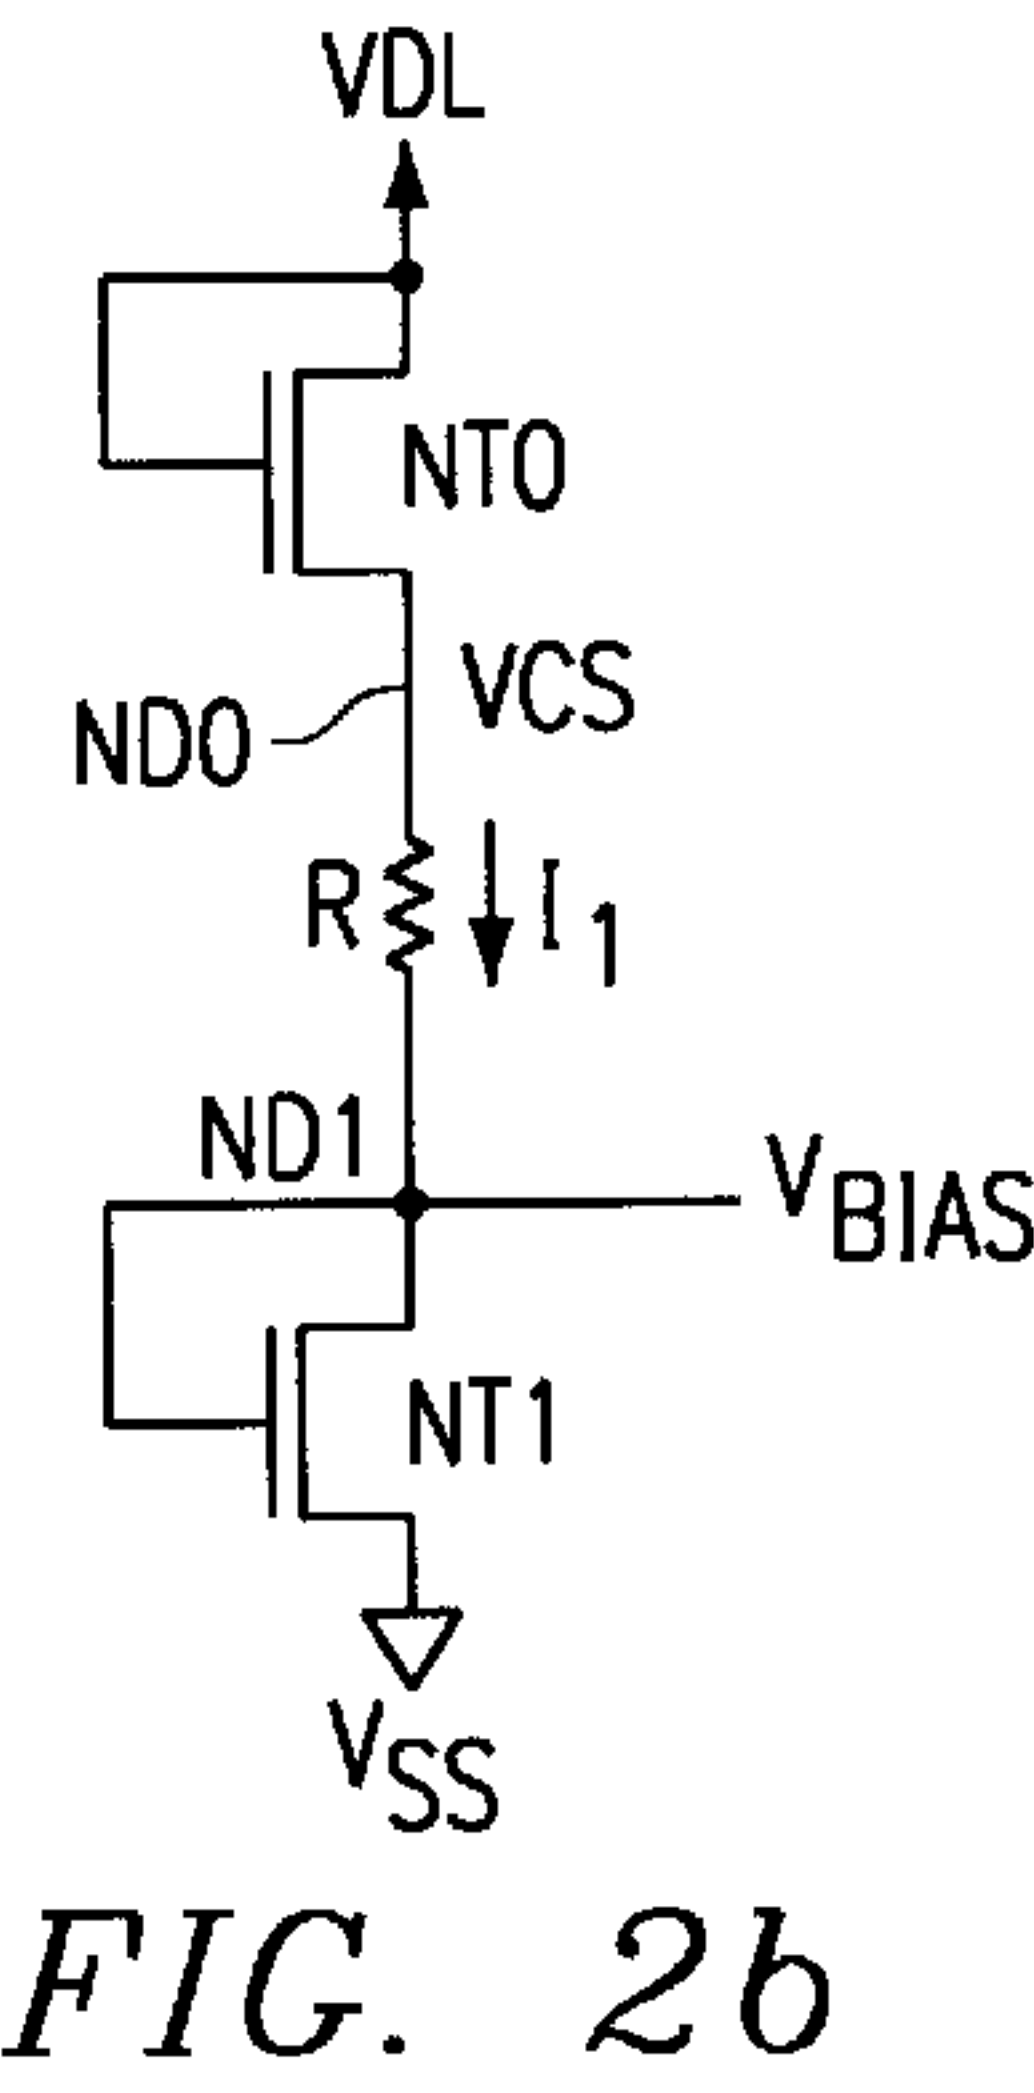 VDL
NT0
VCS
ND0
R
I1
ND1
VBIAS
NT1
VSS
FIG. 2b